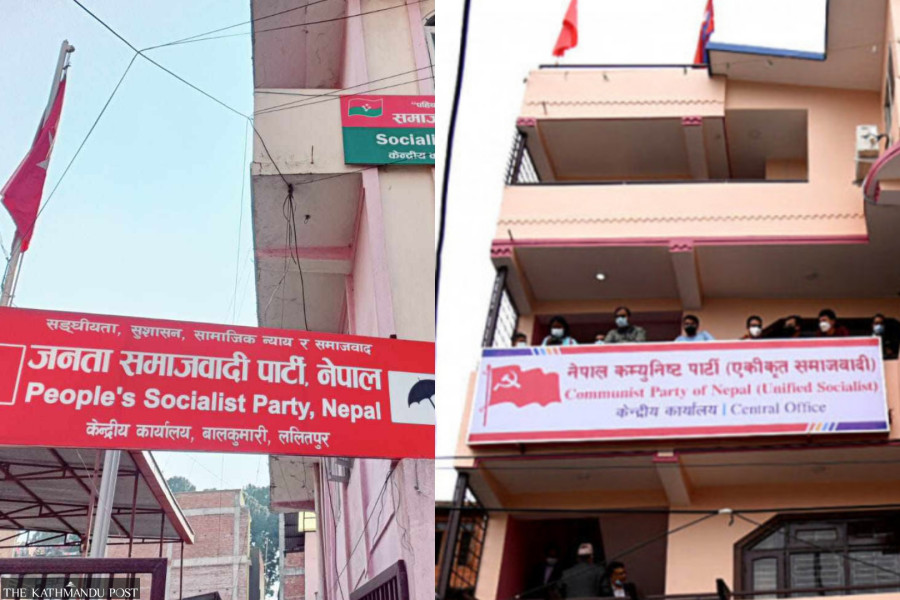 समाज
Sociali
केन्द्रीय का
सङ्घीयता, सुशासन, सामाजिक न्याय र समाजवाद
जनता समाजवादी पार्टी, नेपाल
People's Socialist Party, Nepal
केन्द्रीय कार्यालय, बालकुमारी, ललितपुर
नेपाल कम्युनिष्ट पार्टी (एकीकृत समाजवादी)
Communist Party of Nepal (Unified Socialist)
केन्द्रीय कार्यालय | Central Office
THE KATHMANDU POST